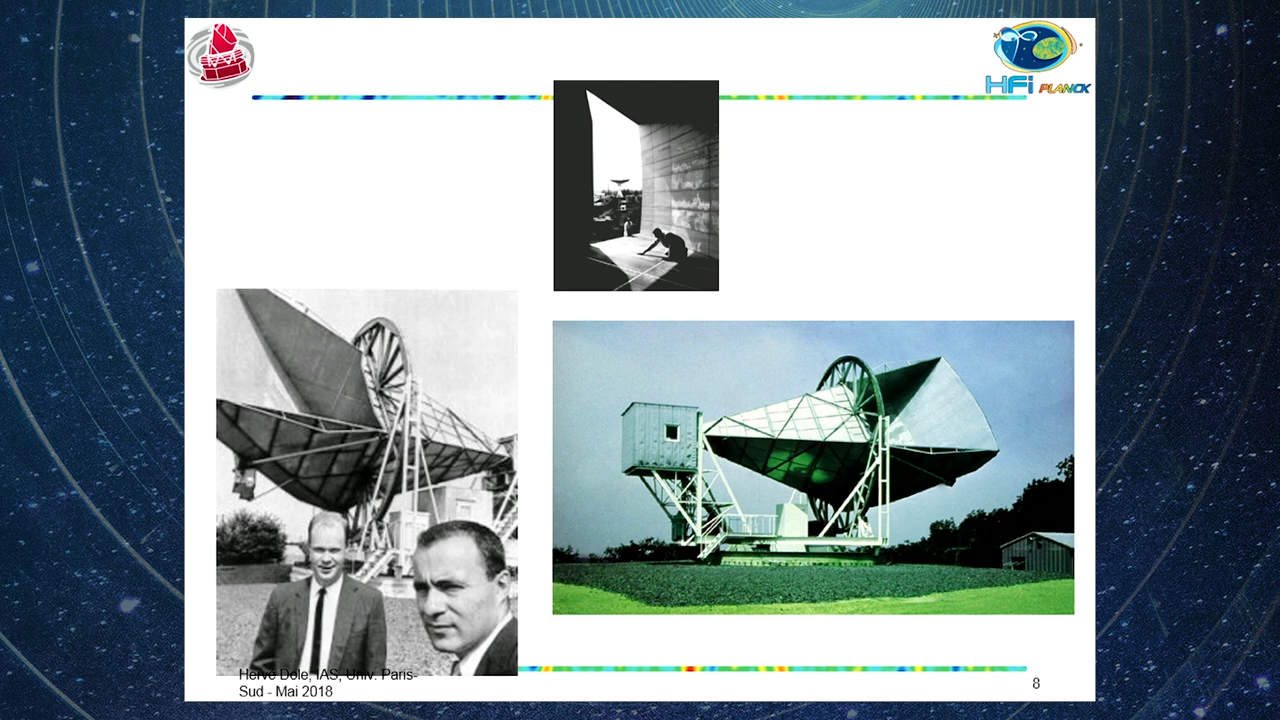 HFi PLANCK
Hervé Dole, IAS, Univ. Paris-
Sud - Mai 2018
8